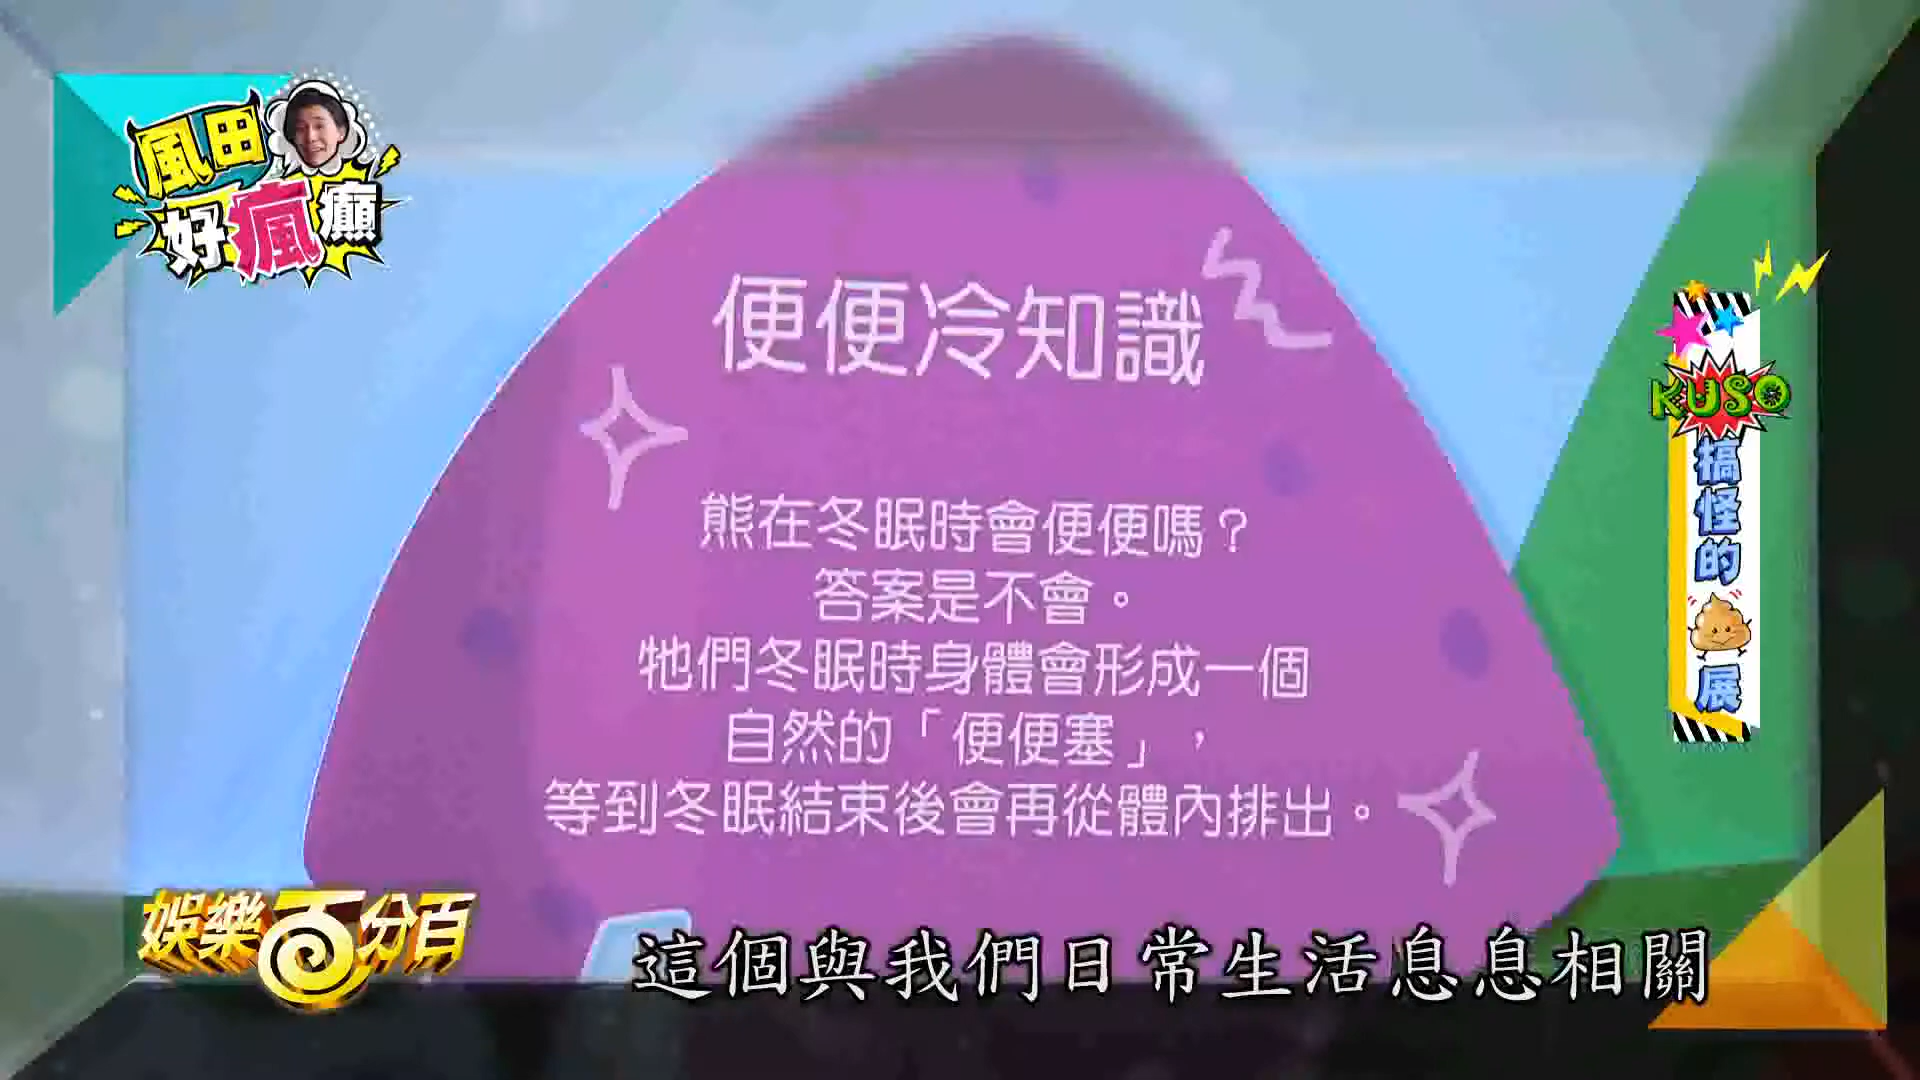 風田
好瘋癲
便便冷知識
熊在冬眠時會便便嗎？
答案是不會。
牠們冬眠時身體會形成一個
自然的「便便塞」，
等到冬眠結束後會再從體內排出。
KUSO
搞怪的
展
娛樂百分百
這個與我們日常生活息息相關